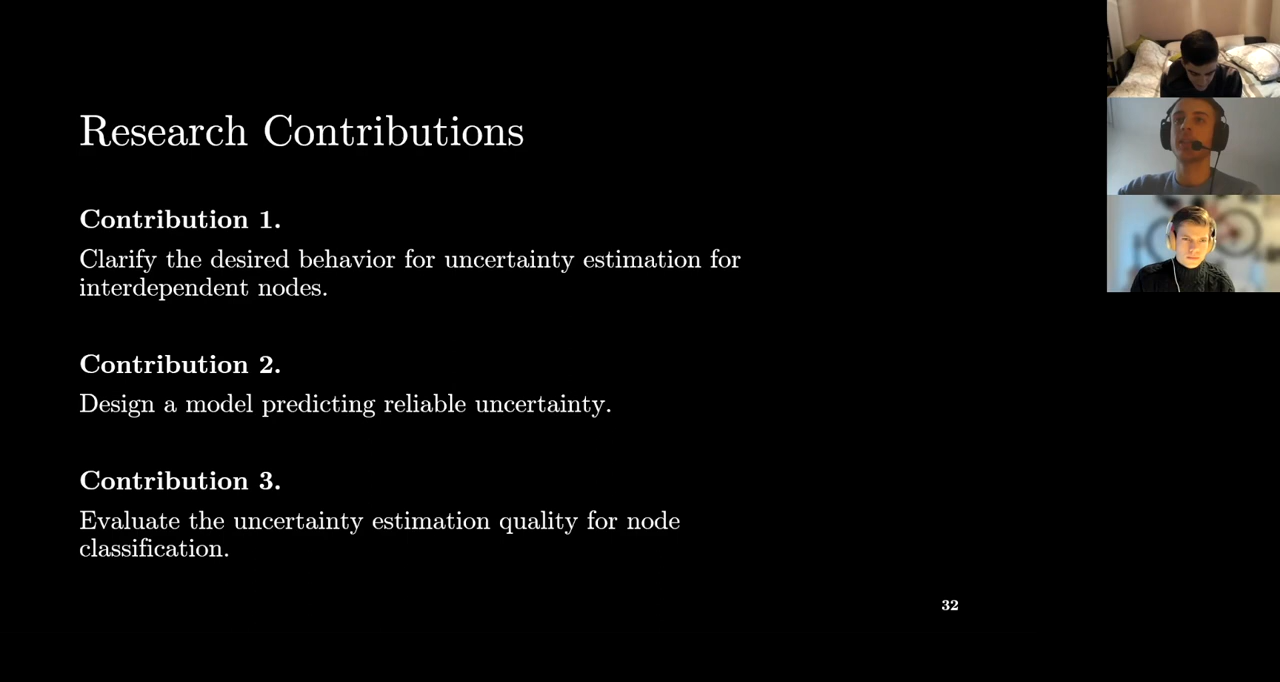 Research Contributions
Contribution 1.
Clarify the desired behavior for uncertainty estimation for
interdependent nodes.
Contribution 2.
Design a model predicting reliable uncertainty.
Contribution 3.
Evaluate the uncertainty estimation quality for node
classification.
32